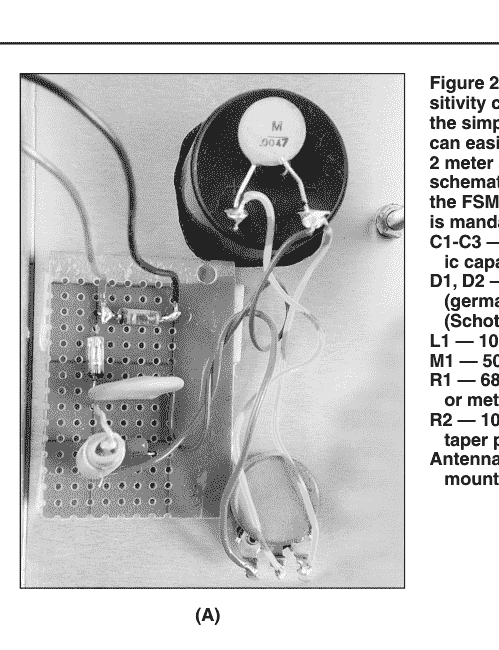 M
.0047
Figure 2
sitivity c
the simp
can easi
2 meter
schemat
the FSM
is manda
C1-C3 —
ic capa
D1, D2 –
(germa
(Schot
L1 — 10
M1 — 50
R1 — 68
or met
R2 — 10
taper p
Antenna
mount
(A)